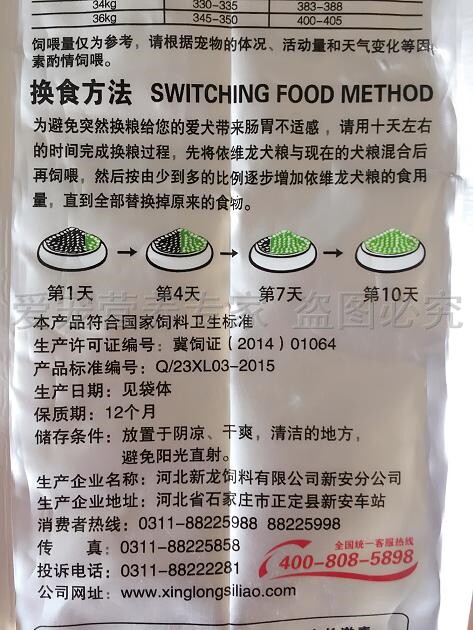 34kg 330-335 383-388
36kg 345-350 400-405
饲喂量仅为参考，请根据宠物的体况、活动量和天气变化等因
素酌情饲喂。
换食方法 SWITCHING FOOD METHOD
为避免突然换粮给您的爱犬带来肠胃不适感，请用十天左右
的时间完成换粮过程，先将依维龙犬粮与现在的犬粮混合后
再饲喂，然后按由少到多的比例逐步增加依维龙犬粮的食用
量，直到全部替换掉原来的食物。
第1天 第4天 第7天 第10天
本产品符合国家饲料卫生标准
生产许可证编号：冀饲证（2014）01064
产品标准编号：Q/23XL03-2015
生产日期：见袋体
保质期：12个月
储存条件：放置于阴凉、干爽，清洁的地方，
避免阳光直射。
生产企业名称：河北新龙饲料有限公司新安分公司
生产企业地址：河北省石家庄市正定县新安车站
消费者热线：0311-88225988 88225998
传 真：0311-88225858
全国统一客服热线
400-808-5898
投诉电话：0311-88222281
公司网址：www.xinglongsiliao.com